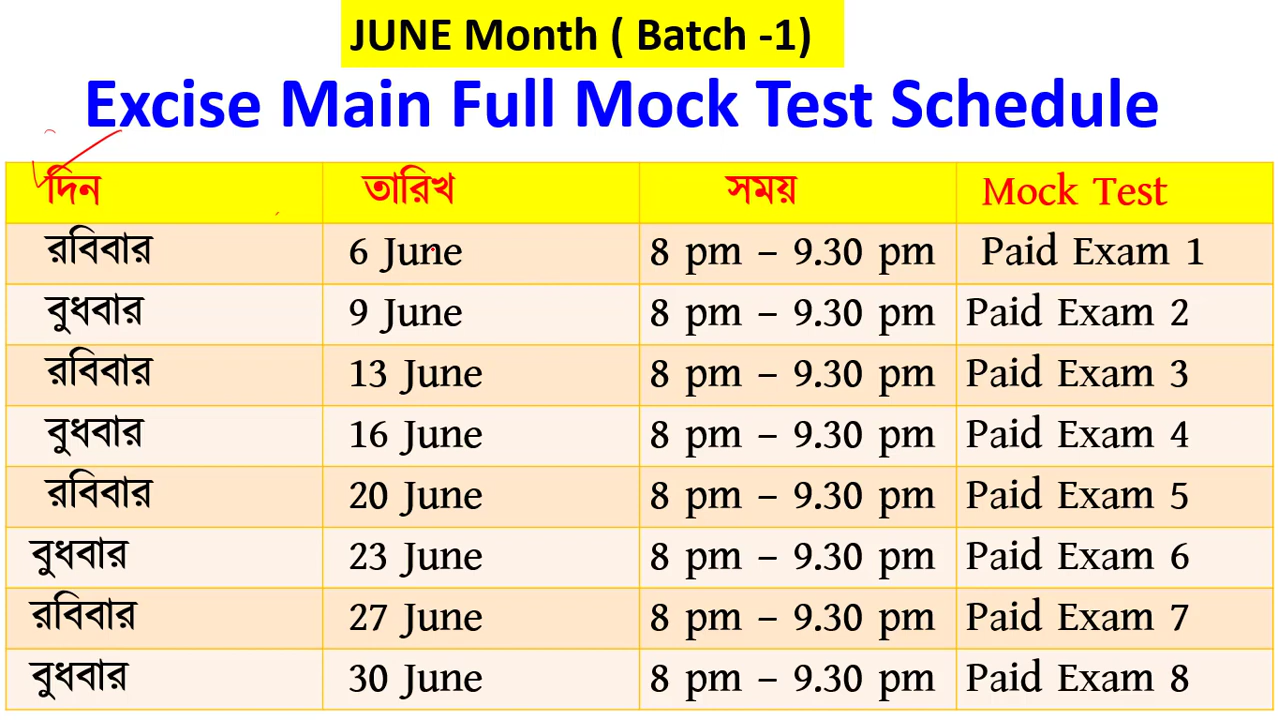 JUNE Month ( Batch -1)
Excise Main Full Mock Test Schedule
দিন তারিখ সময় Mock Test
রবিবার 6 June 8 pm – 9.30 pm Paid Exam 1
বুধবার 9 June 8 pm – 9.30 pm Paid Exam 2
রবিবার 13 June 8 pm – 9.30 pm Paid Exam 3
বুধবার 16 June 8 pm – 9.30 pm Paid Exam 4
রবিবার 20 June 8 pm – 9.30 pm Paid Exam 5
বুধবার 23 June 8 pm – 9.30 pm Paid Exam 6
রবিবার 27 June 8 pm – 9.30 pm Paid Exam 7
বুধবার 30 June 8 pm – 9.30 pm Paid Exam 8